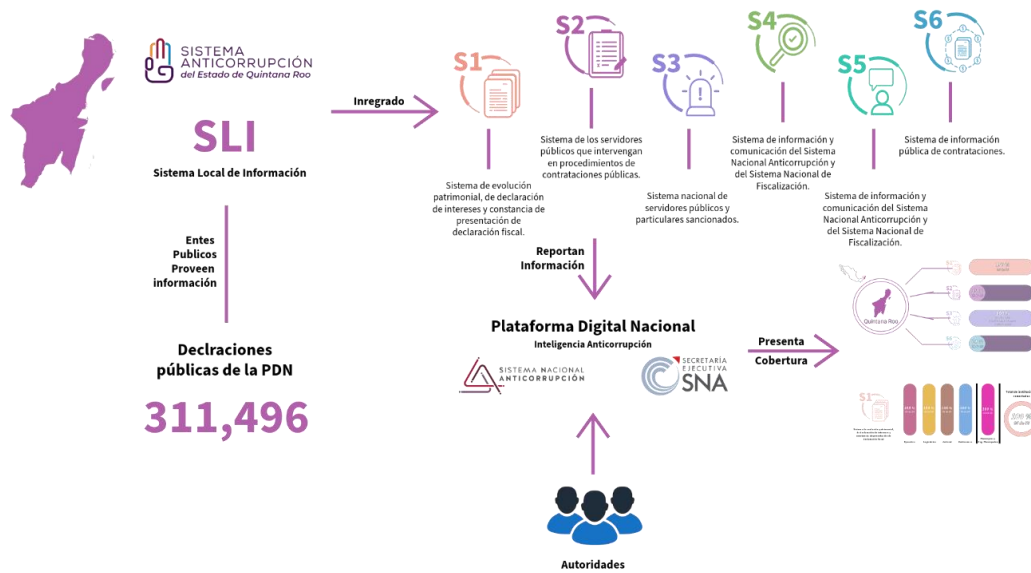 SISTEMA
ANTICORRUPCIÓN
del Estado de Quintana Roo
SLI
Sistema Local de Información
Inregrado
S1
Sistema de evolución
patrimonial, de declaración
de intereses y constancia de
presentación de
declaración fiscal.
S2
Sistema de los servidores
públicos que intervengan
en procedimientos de
contrataciones públicas.
S3
Sistema nacional de
servidores públicos y
particulares sancionados.
S4
Sistema de información y
comunicación del Sistema
Nacional Anticorrupción y
del Sistema Nacional de
Fiscalización.
S5
Sistema de información y
comunicación del Sistema
Nacional Anticorrupción y
del Sistema Nacional de
Fiscalización.
S6
Sistema de información
pública de contrataciones.
Entes
Publicos
Proveen
información
Declraciones
públicas de la PDN
311,496
Reportan
Información
Plataforma Digital Nacional
Inteligencia Anticorrupción
SISTEMA NACIONAL
ANTICORRUPCIÓN
SECRETARÍA
EJECUTIVA
SNA
Presenta
Cobertura
Quintana Roo
S1
Autoridades